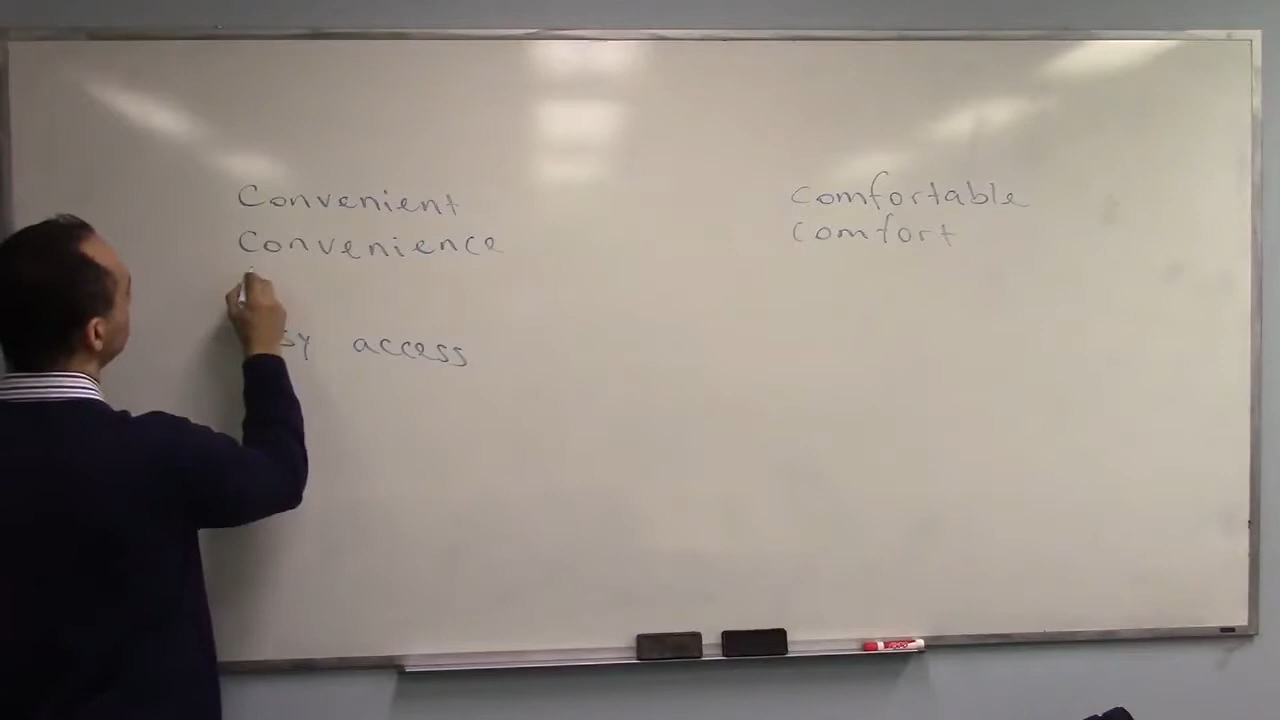 Convenient
Convenience
access
Comfortable
Comfort